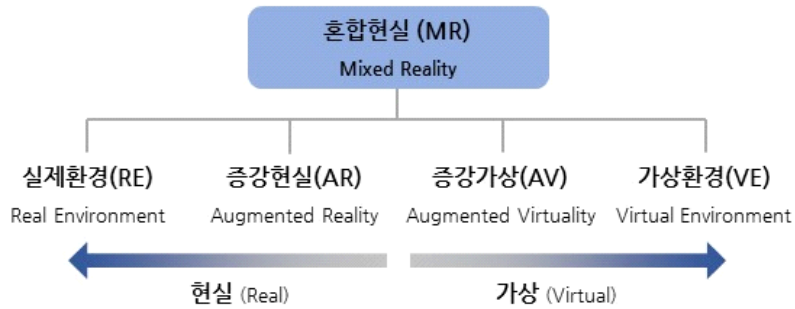 혼합현실 (MR)
Mixed Reality
실제환경(RE) 증강현실(AR) 증강가상(AV) 가상환경(VE)
Real Environment Augmented Reality Augmented Virtuality Virtual Environment
현실 (Real) 가상 (Virtual)